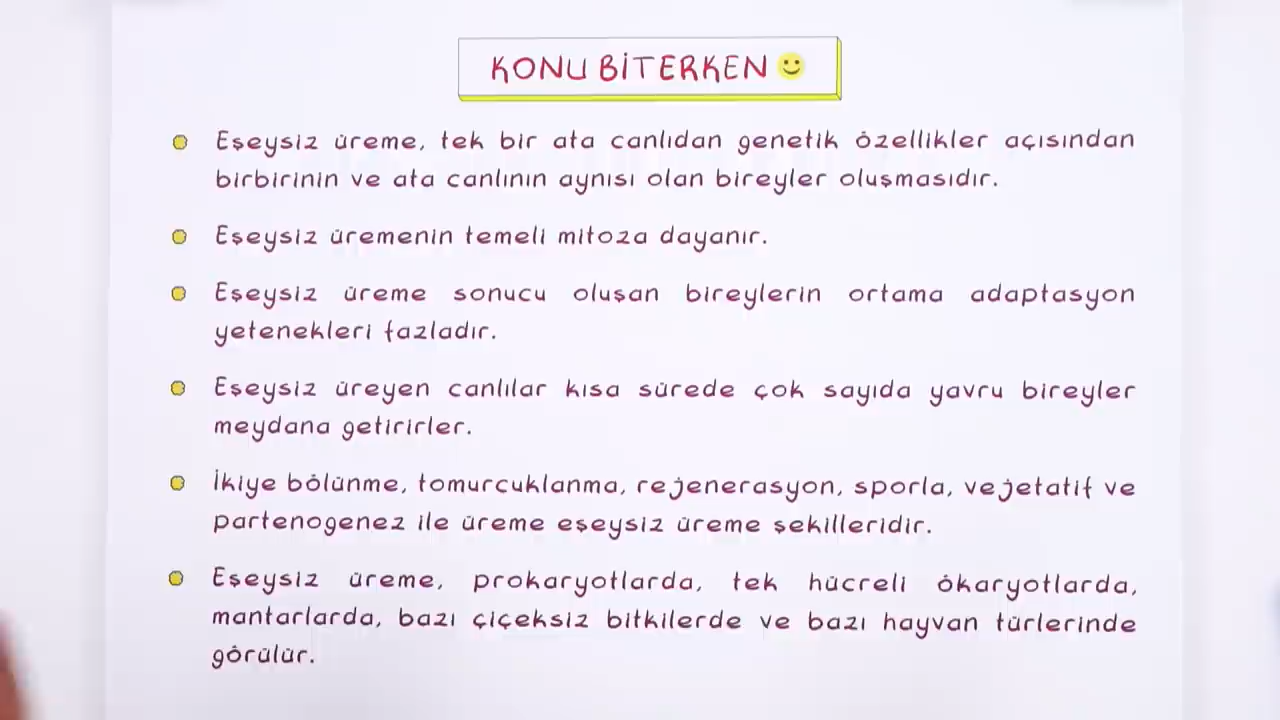 KONU BİTERKEN
Eşeysiz üreme, tek bir ata canlıdan genetik özellikler açısından
birbirinin ve ata canlının aynısı olan bireyler oluşmasıdır.
Eşeysiz üremenin temeli mitoza dayanır.
Eşeysiz üreme sonucu oluşan bireylerin ortama adaptasyon
yetenekleri fazladır.
Eşeysiz üreyen canlılar kısa sürede çok sayıda yavru bireyler
meydana getirirler.
İkiye bölünme, tomurcuklanma, rejenerasyon, sporla, vejetatif ve
partenogenez ile üreme eşeysiz üreme şekilleridir.
Eşeysiz üreme, prokaryotlarda, tek hücreli ökaryotlarda,
mantarlarda, bazı çiçeksiz bitkilerde ve bazı hayvan türlerinde
görülür.